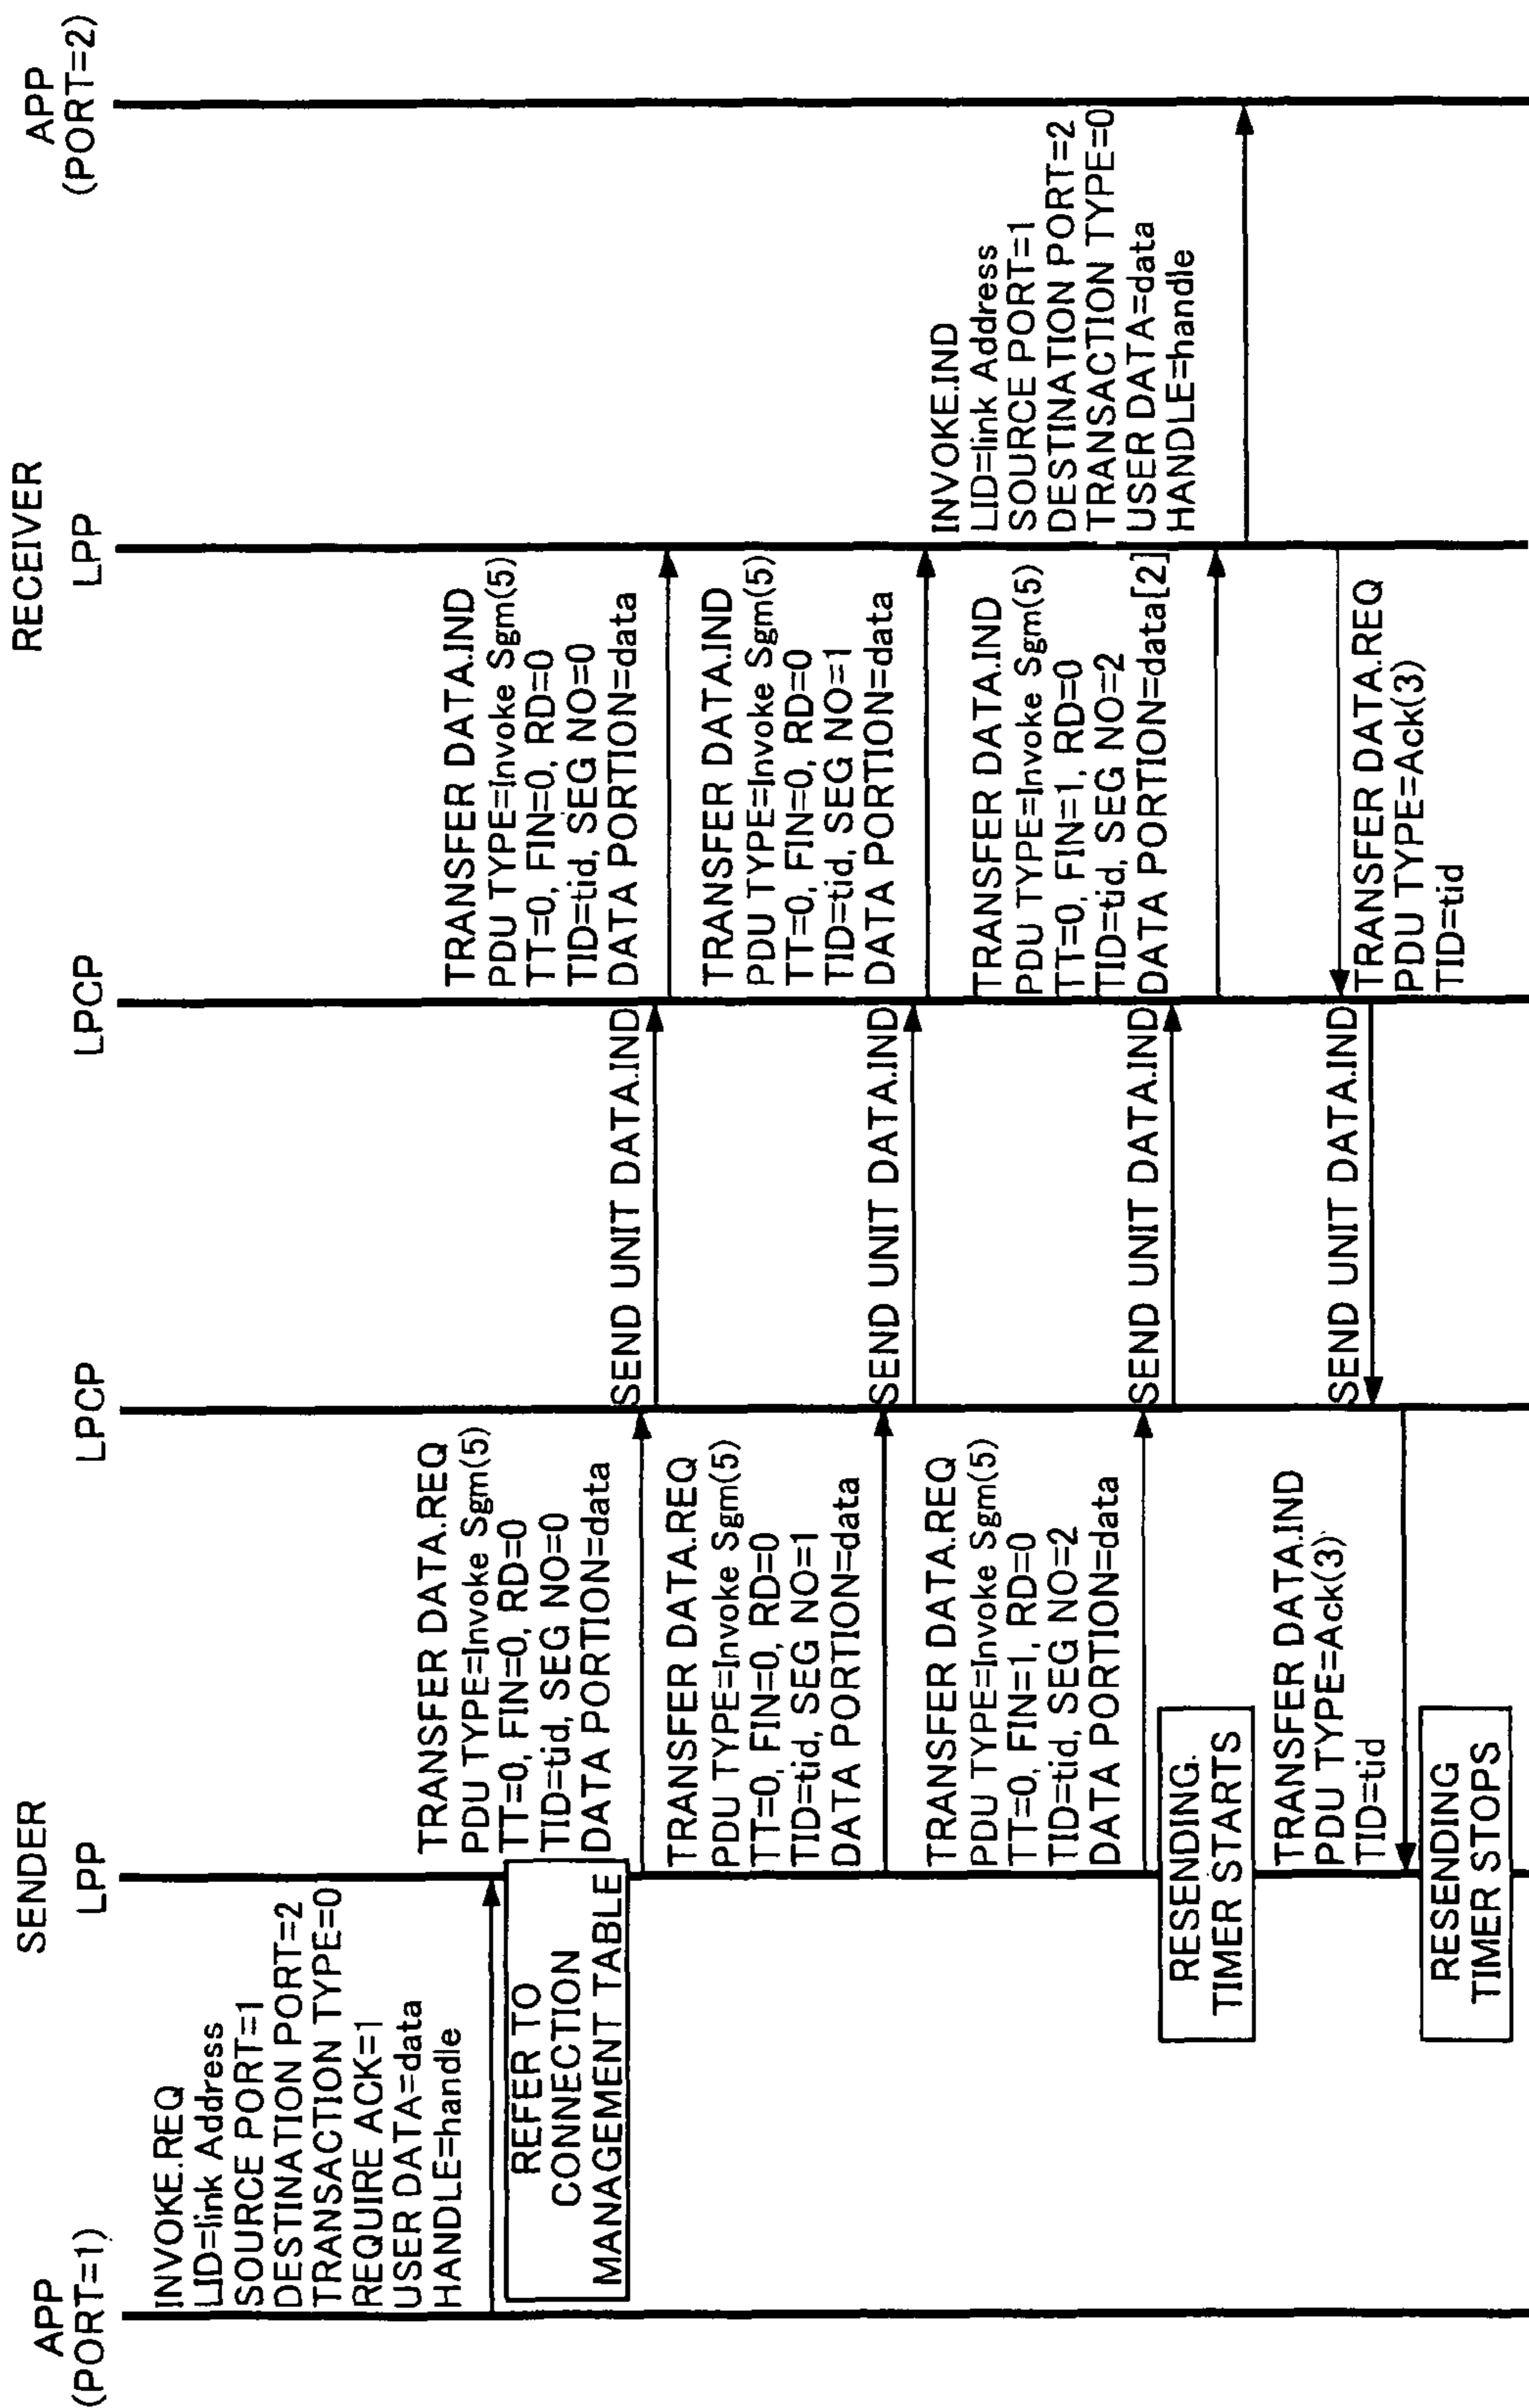 SENDER
RECEIVER
APP
(PORT=1)
LPP
LPCP
LPCP
LPP
APP
(PORT=2)
INVOKE.REQ
LID=link Address
SOURCE PORT=1
DESTINATION PORT=2
TRANSACTION TYPE=0
REQUIRE ACK=1
USER DATA=data
HANDLE=handle
REFER TO
CONNECTION
MANAGEMENT TABLE
TRANSFER DATA.REQ
PDU TYPE=Invoke Sgm(5)
TT=0, FIN=0, RD=0
TID=tid, SEG NO=0
DATA PORTION=data
SEND UNIT DATA.IND
TRANSFER DATA.IND
PDU TYPE=Invoke Sgm(5)
TT=0, FIN=0, RD=0
TID=tid, SEG NO=0
DATA PORTION=data
TRANSFER DATA.REQ
PDU TYPE=Invoke Sgm(5)
TT=0, FIN=0, RD=0
TID=tid, SEG NO=1
DATA PORTION=data
SEND UNIT DATA.IND
TRANSFER DATA.IND
PDU TYPE=Invoke Sgm(5)
TT=0, FIN=0, RD=0
TID=tid, SEG NO=1
DATA PORTION=data
TRANSFER DATA.REQ
PDU TYPE=Invoke Sgm(5)
TT=0, FIN=1, RD=0
TID=tid, SEG NO=2
DATA PORTION=data
SEND UNIT DATA.IND
TRANSFER DATA.IND
PDU TYPE=Invoke Sgm(5)
TT=0, FIN=1, RD=0
TID=tid, SEG NO=2
DATA PORTION=data[2]
INVOKE.IND
LID=link Address
SOURCE PORT=1
DESTINATION PORT=2
TRANSACTION TYPE=0
USER DATA=data
HANDLE=handle
RESENDING
TIMER STARTS
TRANSFER DATA.REQ
PDU TYPE=Ack(3)
TID=tid
SEND UNIT DATA.IND
TRANSFER DATA.IND
PDU TYPE=Ack(3)
TID=tid
RESENDING
TIMER STOPS